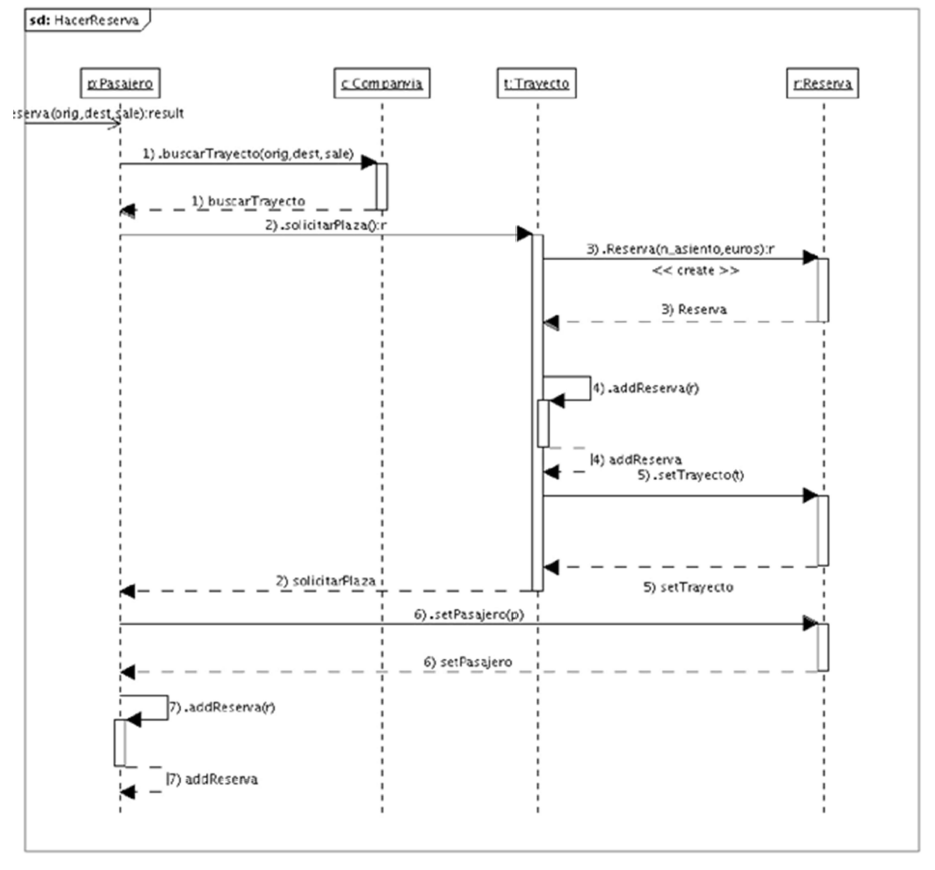 sd: HacerReserva
p:Pasajero
c:Companyia
t:Trayecto
r:Reserva
eserva(orig,dest,sale):result
1) .buscarTrayecto(orig,dest,sale)
1) buscarTrayecto
2) .solicitarPlaza():r
3) .Reserva(n_asiento,euros):r
<< create >>
3) Reserva
4) .addReserva(r)
4) addReserva
5) .setTrayecto(t)
2) solicitarPlaza
5) setTrayecto
6) .setPasajero(p)
6) setPasajero
7) .addReserva(r)
7) addReserva